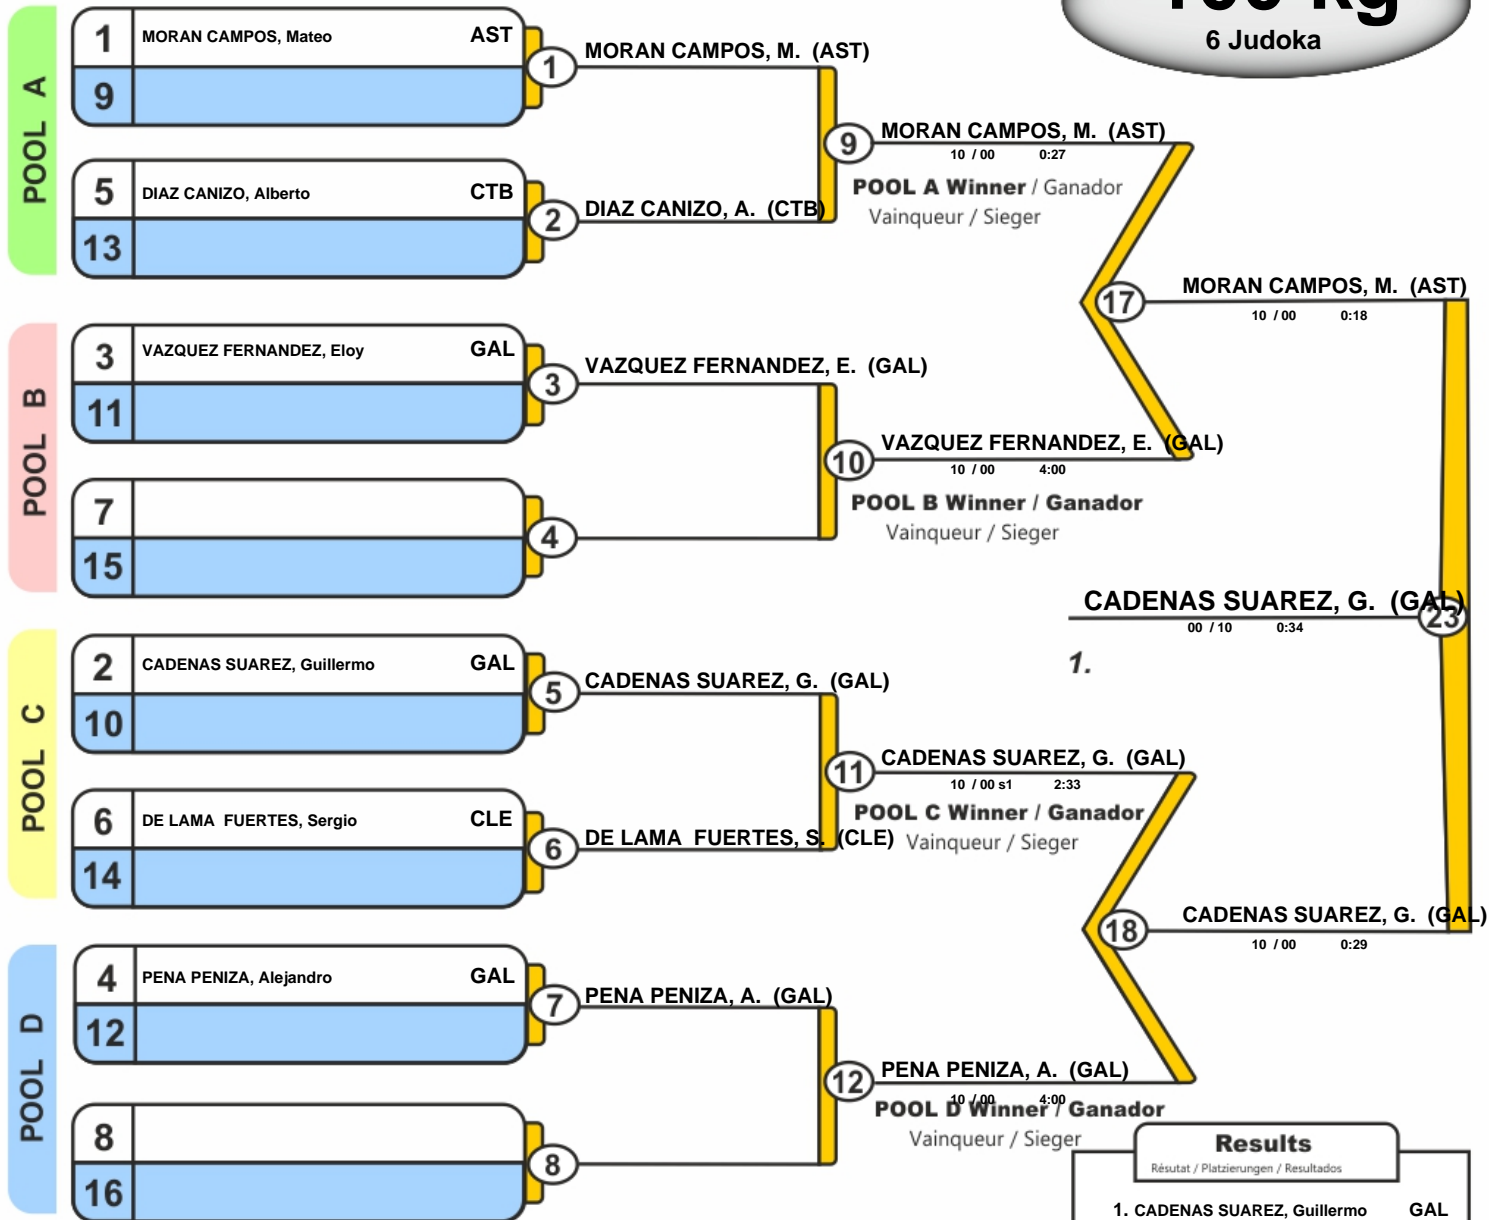 100 kg
6 Judoka
POOL A
1 MORAN CAMPOS, Mateo AST
9
1
MORAN CAMPOS, M. (AST)
5 DIAZ CANIZO, Alberto CTB
13
2
DIAZ CANIZO, A. (CTB)
9
MORAN CAMPOS, M. (AST)
10 / 00 0:27
POOL A Winner / Ganador
Vainqueur / Sieger
POOL B
3 VAZQUEZ FERNANDEZ, Eloy GAL
11
3
VAZQUEZ FERNANDEZ, E. (GAL)
7
15
4
10
VAZQUEZ FERNANDEZ, E. (GAL)
10 / 00 4:00
POOL B Winner / Ganador
Vainqueur / Sieger
17
MORAN CAMPOS, M. (AST)
10 / 00 0:18
CADENAS SUAREZ, G. (GAL)
23
00 / 10 0:34
1.
POOL C
2 CADENAS SUAREZ, Guillermo GAL
10
5
CADENAS SUAREZ, G. (GAL)
6 DE LAMA FUERTES, Sergio CLE
14
6
DE LAMA FUERTES, S. (CLE)
11
CADENAS SUAREZ, G. (GAL)
10 / 00 s1 2:33
POOL C Winner / Ganador
Vainqueur / Sieger
18
CADENAS SUAREZ, G. (GAL)
10 / 00 0:29
POOL D
4 PENA PENIZA, Alejandro GAL
12
7
PENA PENIZA, A. (GAL)
8
16
8
12
PENA PENIZA, A. (GAL)
10 / 00 4:00
POOL D Winner / Ganador
Vainqueur / Sieger
Results
Résutat / Platzierungen / Resultados
1. CADENAS SUAREZ, Guillermo GAL